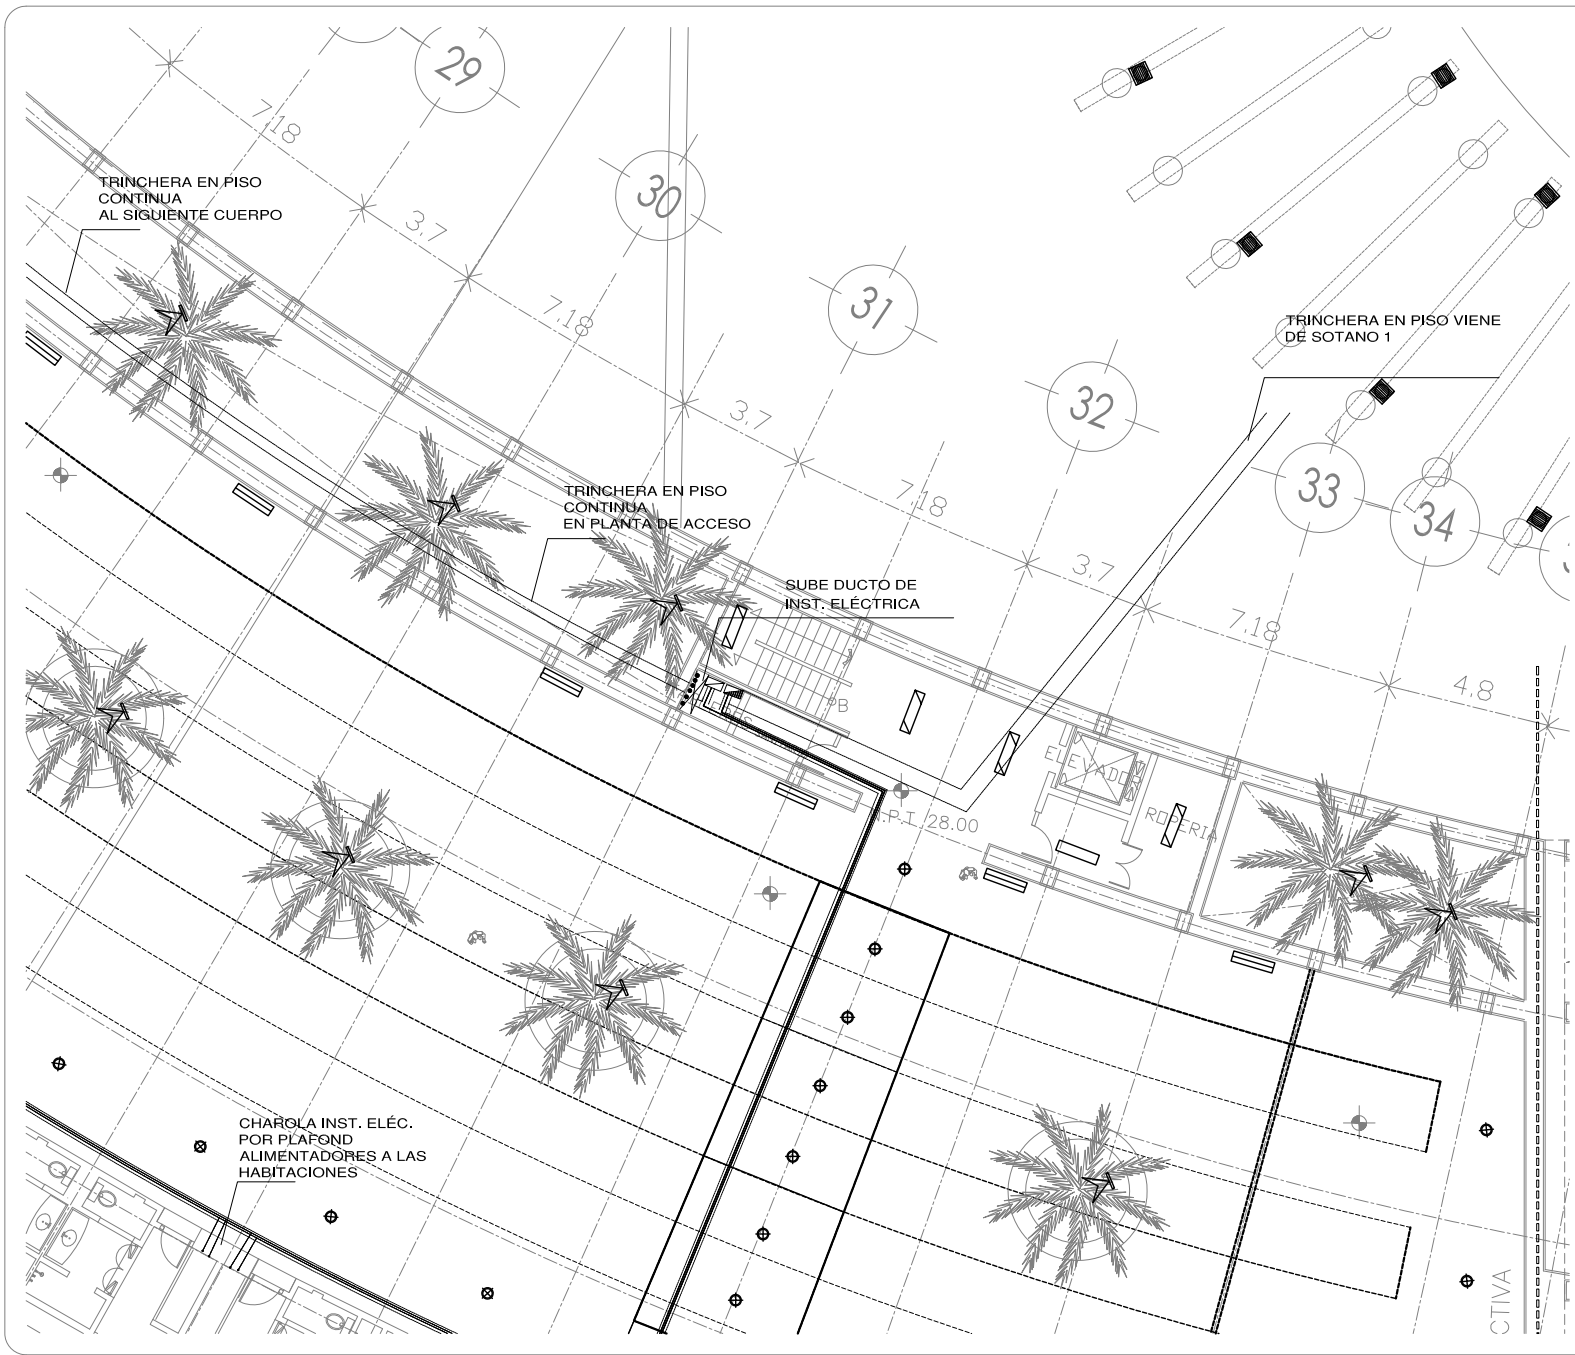 29
7.18
30
TRINCHERA EN PISO
CONTINUA
AL SIGUIENTE CUERPO
3.7
7.18
31
TRINCHERA EN PISO VIENE
DE SOTANO 1
32
3.7
7.18
33
34
TRINCHERA EN PISO
CONTINUA
EN PLANTA DE ACCESO
3.7
SUBE DUCTO DE
INST. ELÉCTRICA
7.18
4.8
PB
ELEVADOR
ROPERIA
N.P.T. 28.00
CHAROLA INST. ELÉC.
POR PLAFOND
ALIMENTADORES A LAS
HABITACIONES
CTIVA